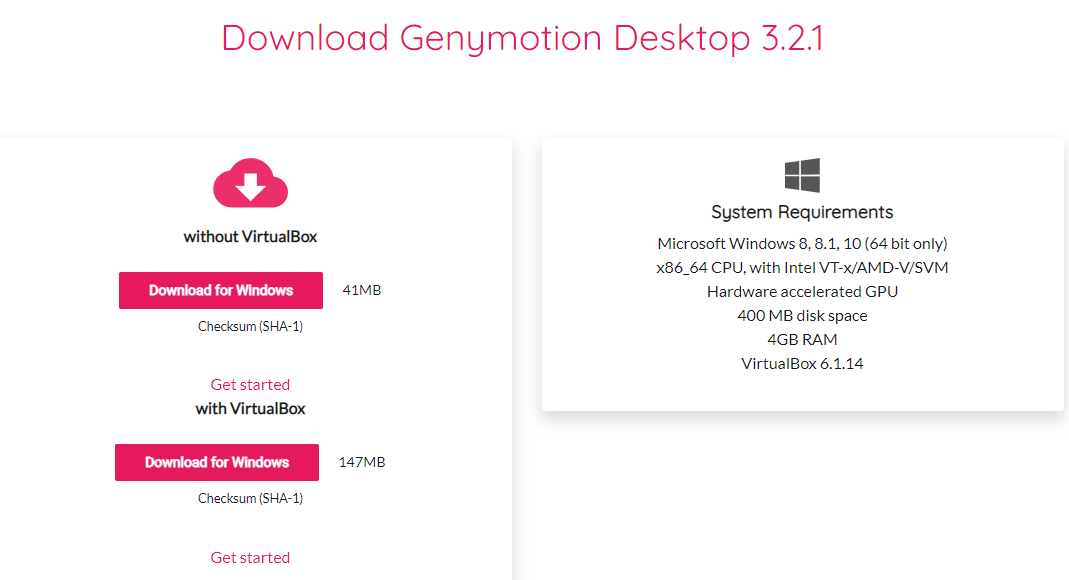 Download Genymotion Desktop 3.2.1
without VirtualBox
Download for Windows 41MB
Checksum (SHA-1)
Get started
with VirtualBox
Download for Windows 147MB
Checksum (SHA-1)
Get started
System Requirements
Microsoft Windows 8, 8.1, 10 (64 bit only)
x86_64 CPU, with Intel VT-x/AMD-V/SVM
Hardware accelerated GPU
400 MB disk space
4GB RAM
VirtualBox 6.1.14